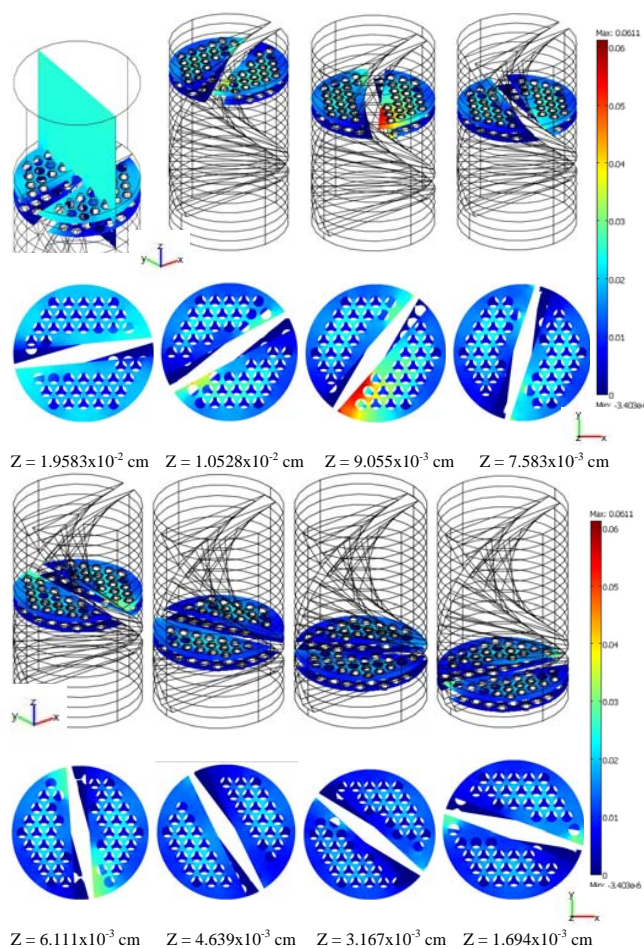 Max: 0.0611
0.06
0.05
0.04
0.03
0.02
0.01
0
Min: -3.403e-6
z
y
x
y
z
x
Z = 1.9583x10⁻² cm
Z = 1.0528x10⁻² cm
Z = 9.055x10⁻³ cm
Z = 7.583x10⁻³ cm
Max: 0.0611
0.06
0.05
0.04
0.03
0.02
0.01
0
Min: -3.403e-6
z
y
x
y
z
x
Z = 6.111x10⁻³ cm
Z = 4.639x10⁻³ cm
Z = 3.167x10⁻³ cm
Z = 1.694x10⁻³ cm